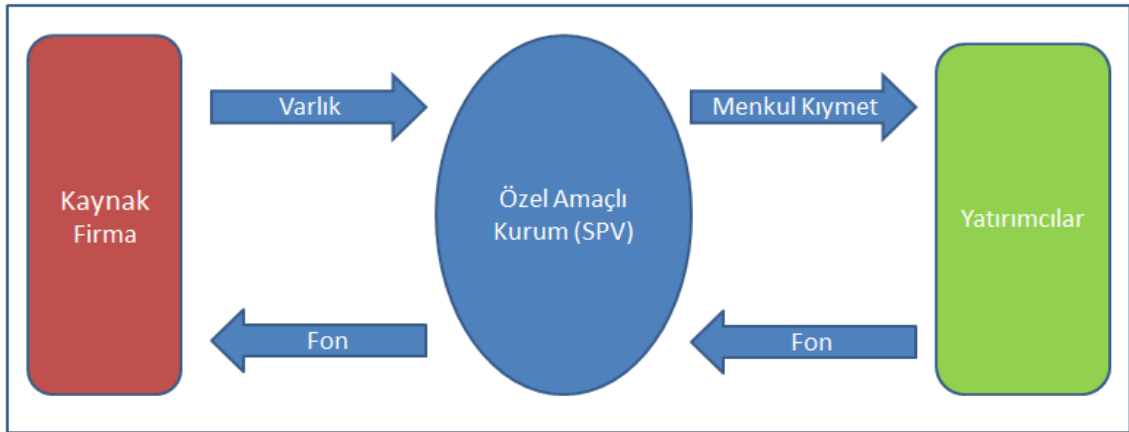 Varlık
Menkul Kıymet
Kaynak
Firma
Özel Amaçlı
Kurum (SPV)
Yatırımcılar
Fon
Fon